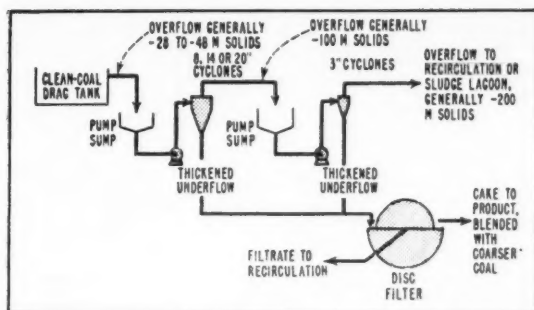 OVERFLOW GENERALLY
-28 TO -48 M SOLIDS
8, 14 OR 20"
CYCLONES
OVERFLOW GENERALLY
-100 M SOLIDS
3" CYCLONES
OVERFLOW TO
RECIRCULATION OR
SLUDGE LAGOON,
GENERALLY -200
M SOLIDS
CLEAN-COAL
DRAG TANK
PUMP
SUMP
THICKENED
UNDERFLOW
PUMP
SUMP
THICKENED
UNDERFLOW
CAKE TO
PRODUCT,
BLENDED
WITH
COARSER
COAL
FILTRATE TO
RECIRCULATION
DISC
FILTER